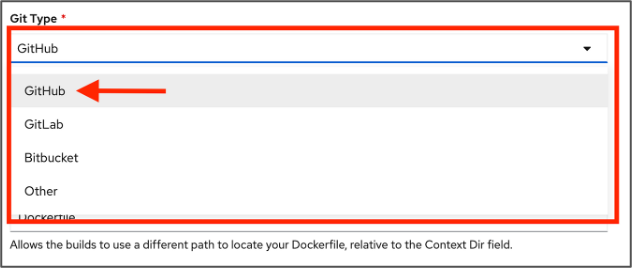 Git Type *
GitHub
GitHub
GitLab
Bitbucket
Other
Dockerfile
Allows the builds to use a different path to locate your Dockerfile, relative to the Context Dir field.